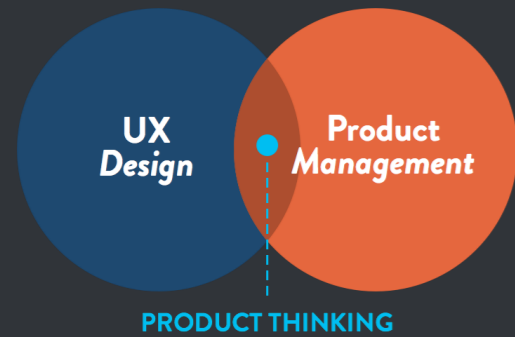 UX
Design
Product
Management
PRODUCT THINKING